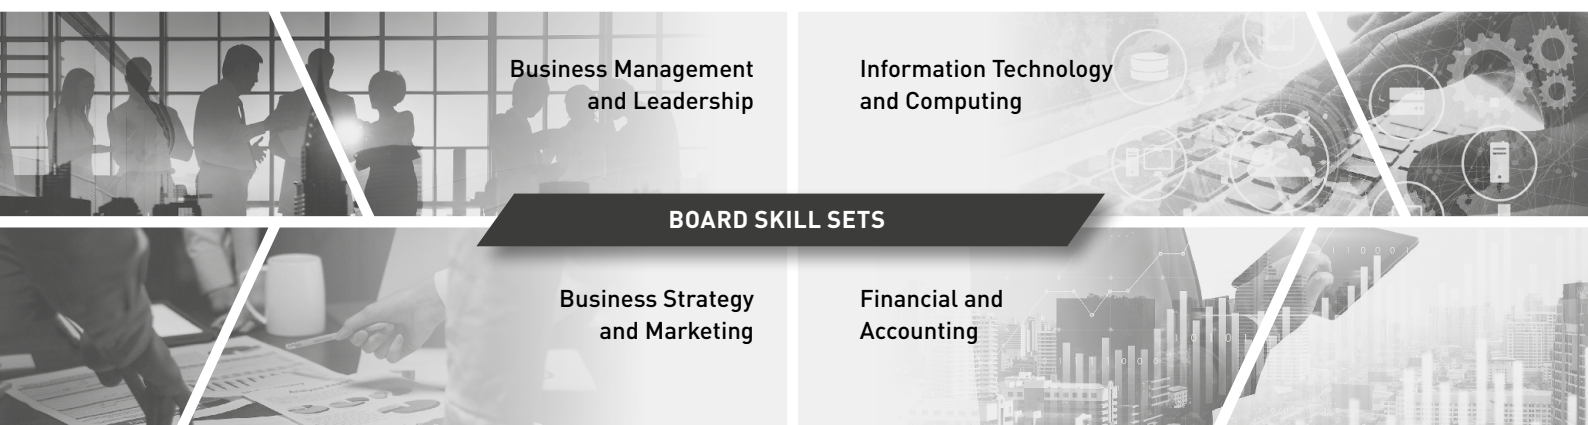 Business Management
and Leadership
Information Technology
and Computing
BOARD SKILL SETS
Business Strategy
and Marketing
Financial and
Accounting